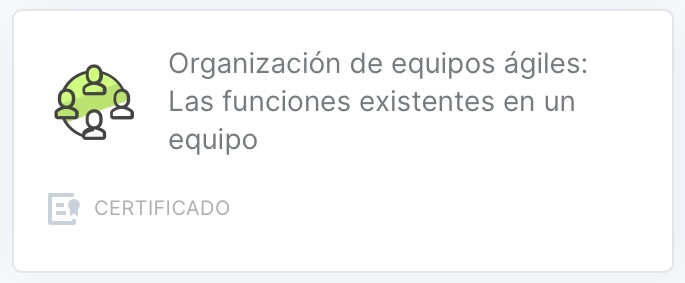 Organización de equipos ágiles:
Las funciones existentes en un
equipo
CERTIFICADO